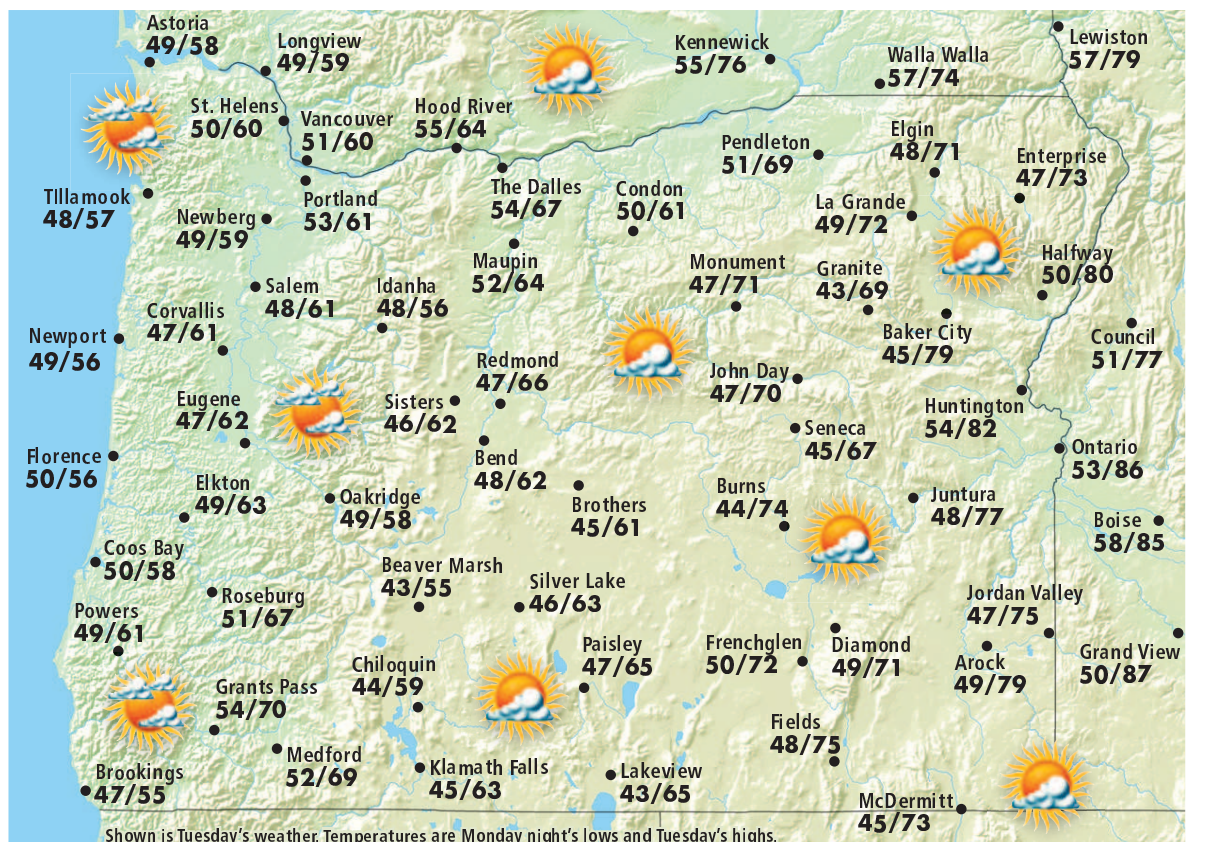 Astoria
49/58
Longview
49/59
Kennewick
55/76
Walla Walla
57/74
Lewiston
57/79
St. Helens
50/60
Vancouver
51/60
Hood River
55/64
Pendleton
51/69
Elgin
48/71
Enterprise
47/73
TIllamook
48/57
Newberg
49/59
Portland
53/61
The Dalles
54/67
Condon
50/61
La Grande
49/72
Maupin
52/64
Monument
47/71
Granite
43/69
Halfway
50/80
Salem
48/61
Idanha
48/56
Corvallis
47/61
Newport
49/56
Baker City
45/79
Council
51/77
Redmond
47/66
John Day
47/70
Eugene
47/62
Sisters
46/62
Huntington
54/82
Seneca
45/67
Ontario
53/86
Florence
50/56
Bend
48/62
Elkton
49/63
Oakridge
49/58
Brothers
45/61
Burns
44/74
Juntura
48/77
Boise
58/85
Coos Bay
50/58
Beaver Marsh
43/55
Silver Lake
46/63
Roseburg
51/67
Jordan Valley
47/75
Powers
49/61
Paisley
47/65
Frenchglen
50/72
Diamond
49/71
Arock
49/79
Grand View
50/87
Chiloquin
44/59
Grants Pass
54/70
Fields
48/75
Medford
52/69
Klamath Falls
45/63
Lakeview
43/65
Brookings
47/55
McDermitt
45/73
Shown is Tuesday's weather. Temperatures are Monday night's lows and Tuesday's highs.